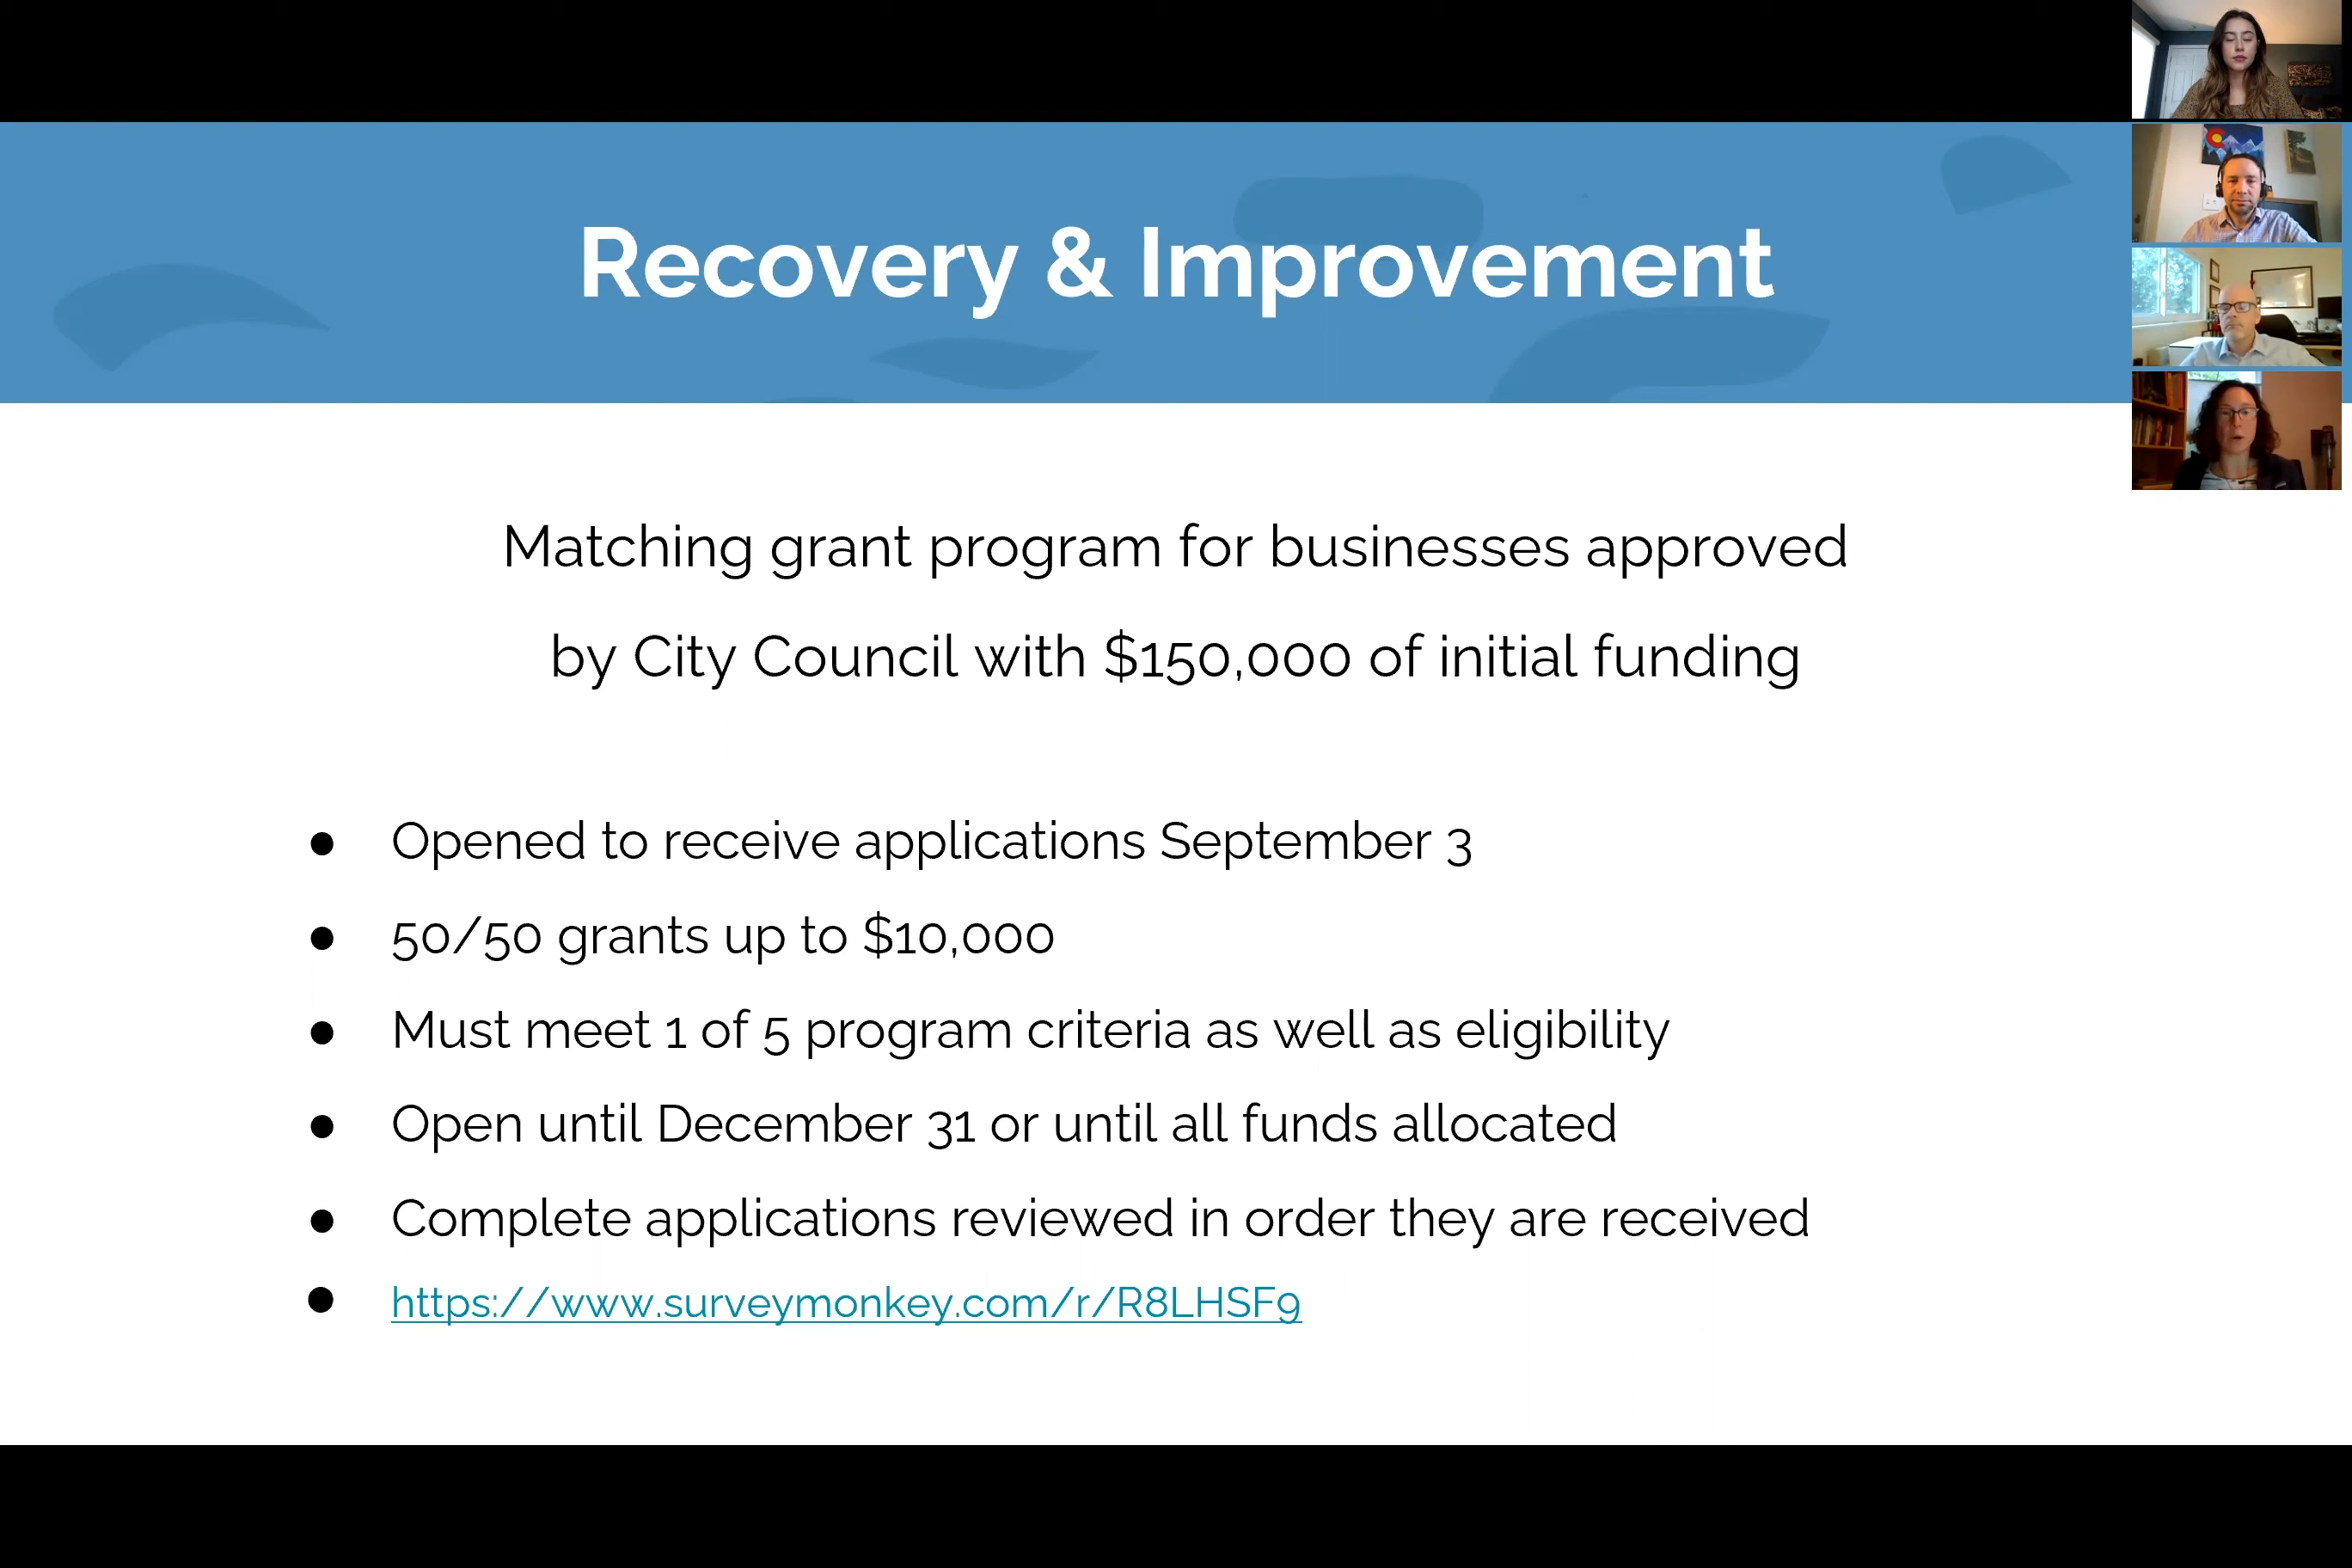 Recovery & Improvement
Matching grant program for businesses approved
by City Council with $150,000 of initial funding
● Opened to receive applications September 3
● 50/50 grants up to $10,000
● Must meet 1 of 5 program criteria as well as eligibility
● Open until December 31 or until all funds allocated
● Complete applications reviewed in order they are received
● https://www.surveymonkey.com/r/R8LHSF9